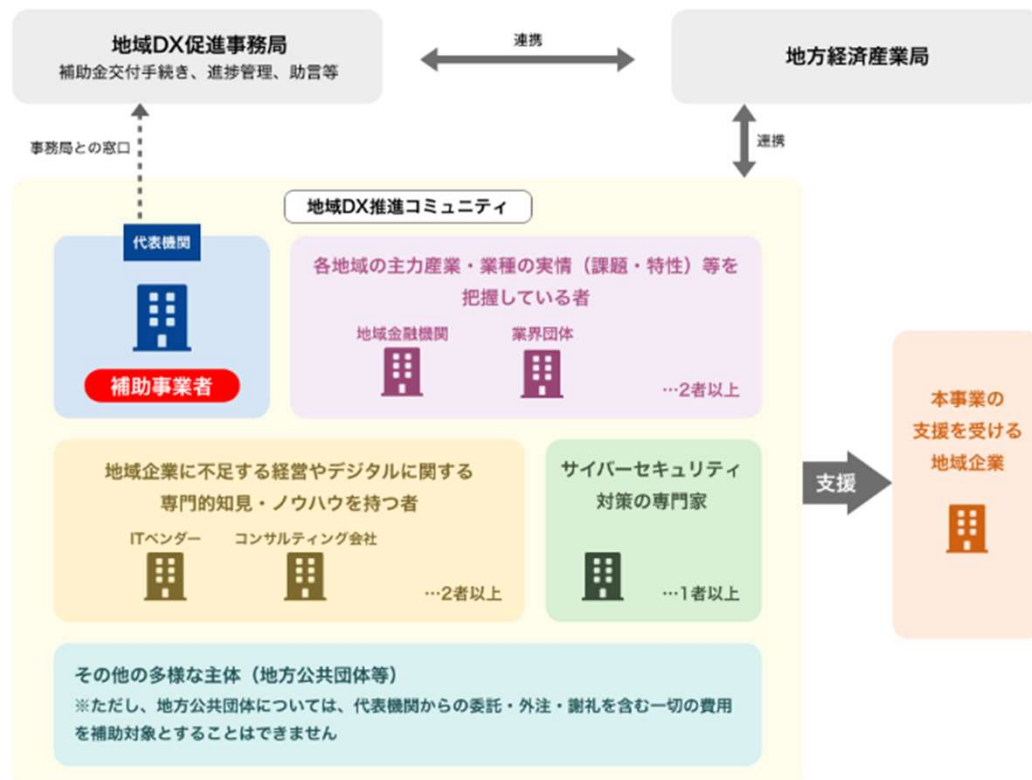 地域DX促進事務局
補助金交付手続き、進捗管理、助言等
連携
地方経済産業局
事務局との窓口
連携
地域DX推進コミュニティ
代表機関
補助事業者
各地域の主力産業・業種の実情（課題・特性）等を
把握している者
地域金融機関
業界団体
…2者以上
地域企業に不足する経営やデジタルに関する
専門的知見・ノウハウを持つ者
ITベンダー
コンサルティング会社
…2者以上
サイバーセキュリティ
対策の専門家
…1者以上
支援
本事業の
支援を受ける
地域企業
その他の多様な主体（地方公共団体等）
※ただし、地方公共団体については、代表機関からの委託・外注・謝礼を含む一切の費用
を補助対象とすることはできません